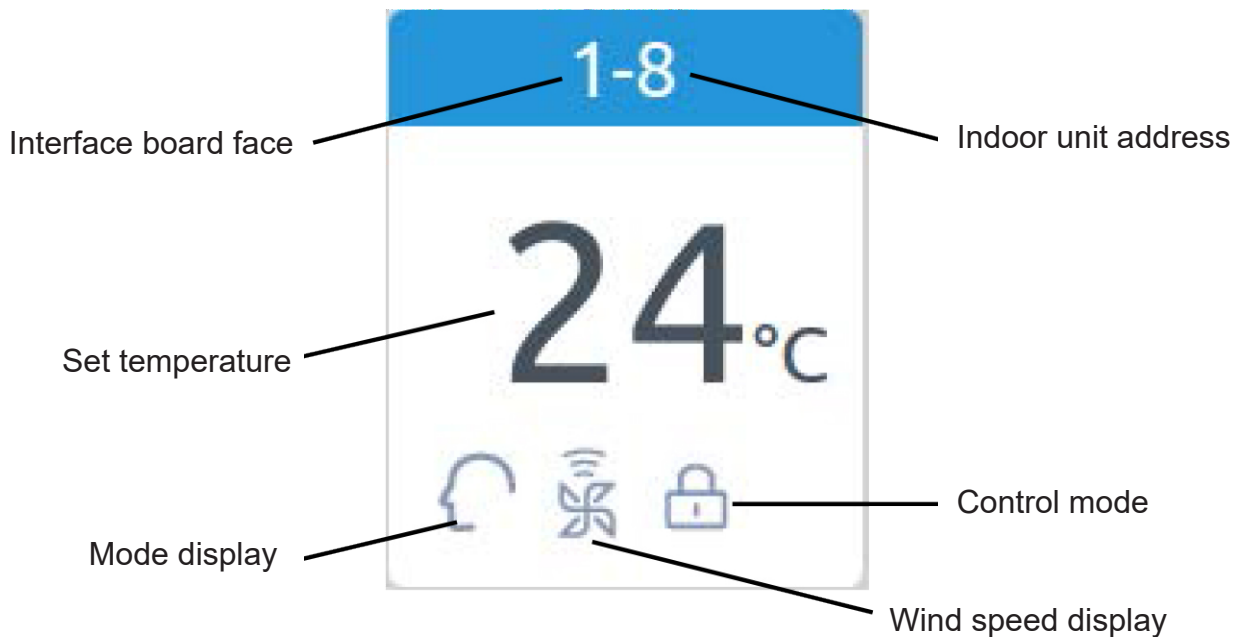 1-8
Interface board face
Indoor unit address
24°C
Set temperature
Control mode
Mode display
Wind speed display